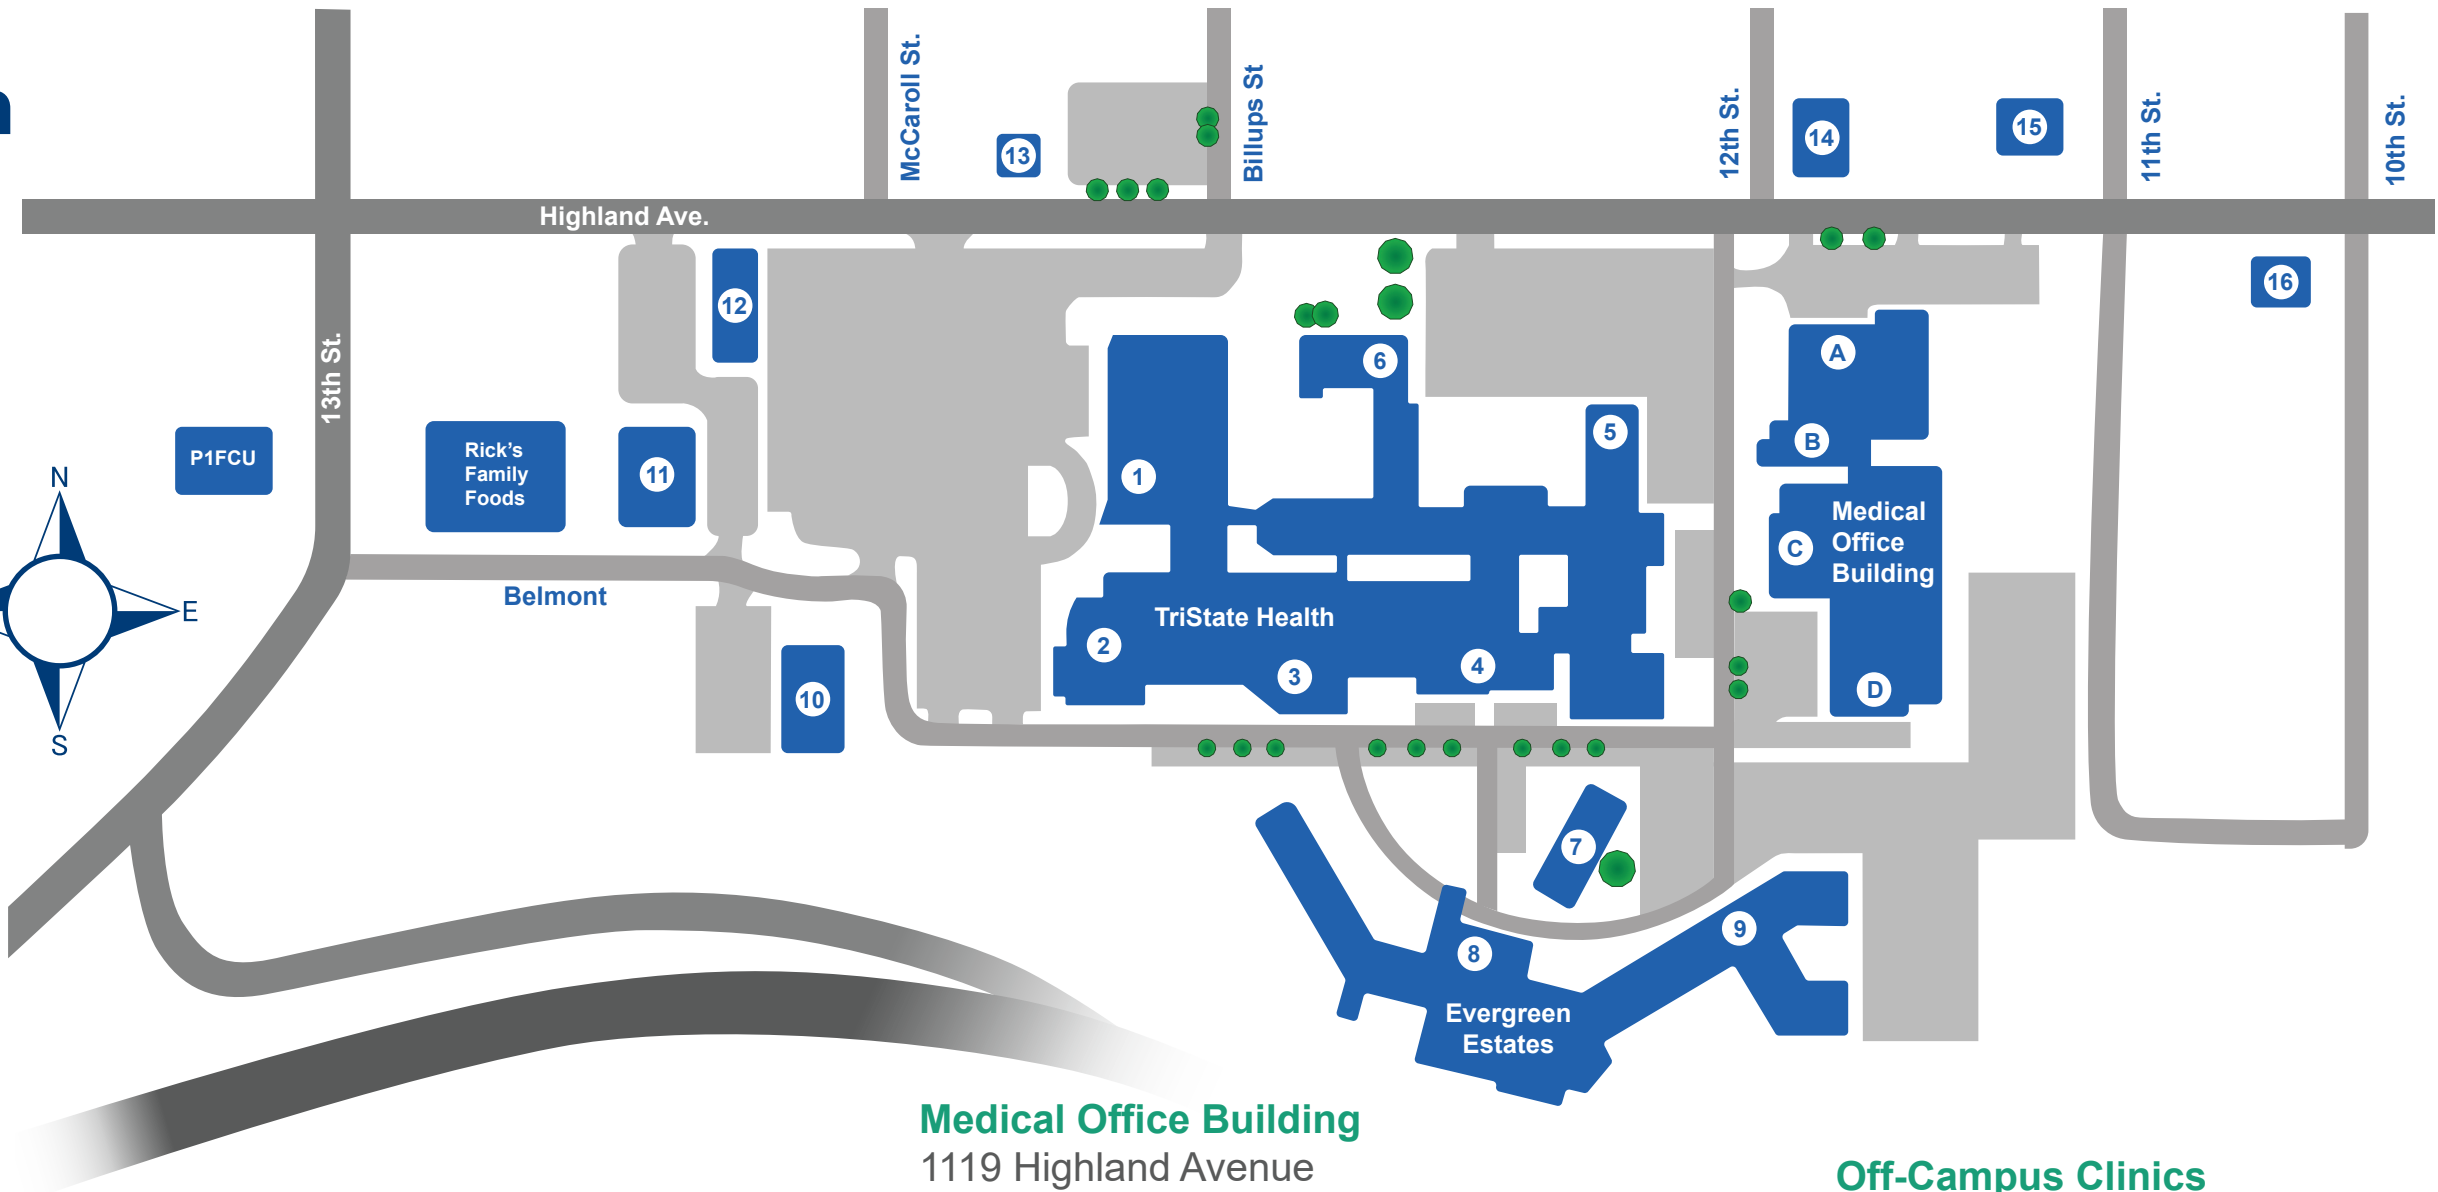 McCaroll St.
Billups St
12th St.
11th St.
10th St.
13
14
15
Highland Ave.
16
12
13th St.
6
A
5
B
P1FCU
Rick's
Family
Foods
11
1
Medical
Office
Building
C
N
E
S
Belmont
TriState Health
2
3
4
10
D
7
8
9
Evergreen
Estates
Medical Office Building
1119 Highland Avenue
Off-Campus Clinics